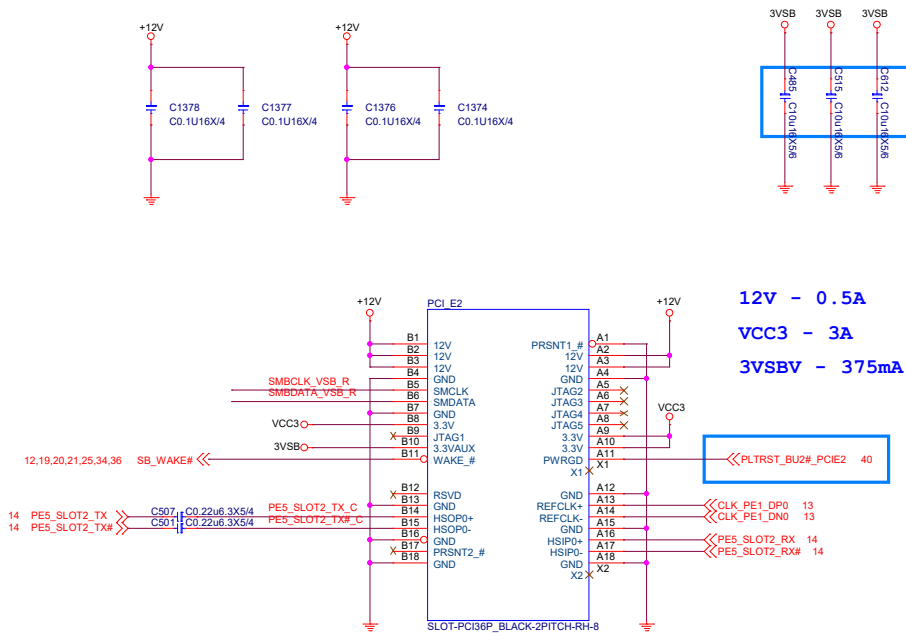 +12V
+12V
3VSB
3VSB
3VSB
C1378
C0.1U16X/4
C1377
C0.1U16X/4
C1376
C0.1U16X/4
C1374
C0.1U16X/4
C485
C10u16X5/6
C515
C10u16X5/6
C612
C10u16X5/6
12V - 0.5A
VCC3 - 3A
3VSBV - 375mA
+12V
PCI_E2
+12V
B1 12V
B2 12V
B3 12V
B4 GND
SMBCLK_VSB_R B5 SMCLK
SMBDATA_VSB_R B6 SMDATA
B7 GND
VCC3 B8 3.3V
B9 JTAG1
3VSB B10 3.3VAUX
12,19,20,21,25,34,36 SB_WAKE# B11 WAKE_#
B12 RSVD
B13 GND
14 PE5_SLOT2_TX C507 C0.22u6.3X5/4 PE5_SLOT2_TX_C B14 HSOP0+
14 PE5_SLOT2_TX# C501 C0.22u6.3X5/4 PE5_SLOT2_TX#_C B15 HSOP0-
B16 GND
B17 PRSNT2_#
B18 GND
PRSNT1_# A1
12V A2
12V A3
GND A4
JTAG2 A5
JTAG3 A6
JTAG4 A7
JTAG5 A8
VCC3
3.3V A9
3.3V A10
PWRGD A11 PLTRST_BU2#_PCIE2 40
X1 X1
GND A12
REFCLK+ A13 CLK_PE1_DP0 13
REFCLK- A14 CLK_PE1_DN0 13
GND A15
HSIP0+ A16 PE5_SLOT2_RX 14
HSIP0- A17 PE5_SLOT2_RX# 14
GND A18
X2 X2
SLOT-PCI36P_BLACK-2PITCH-RH-8